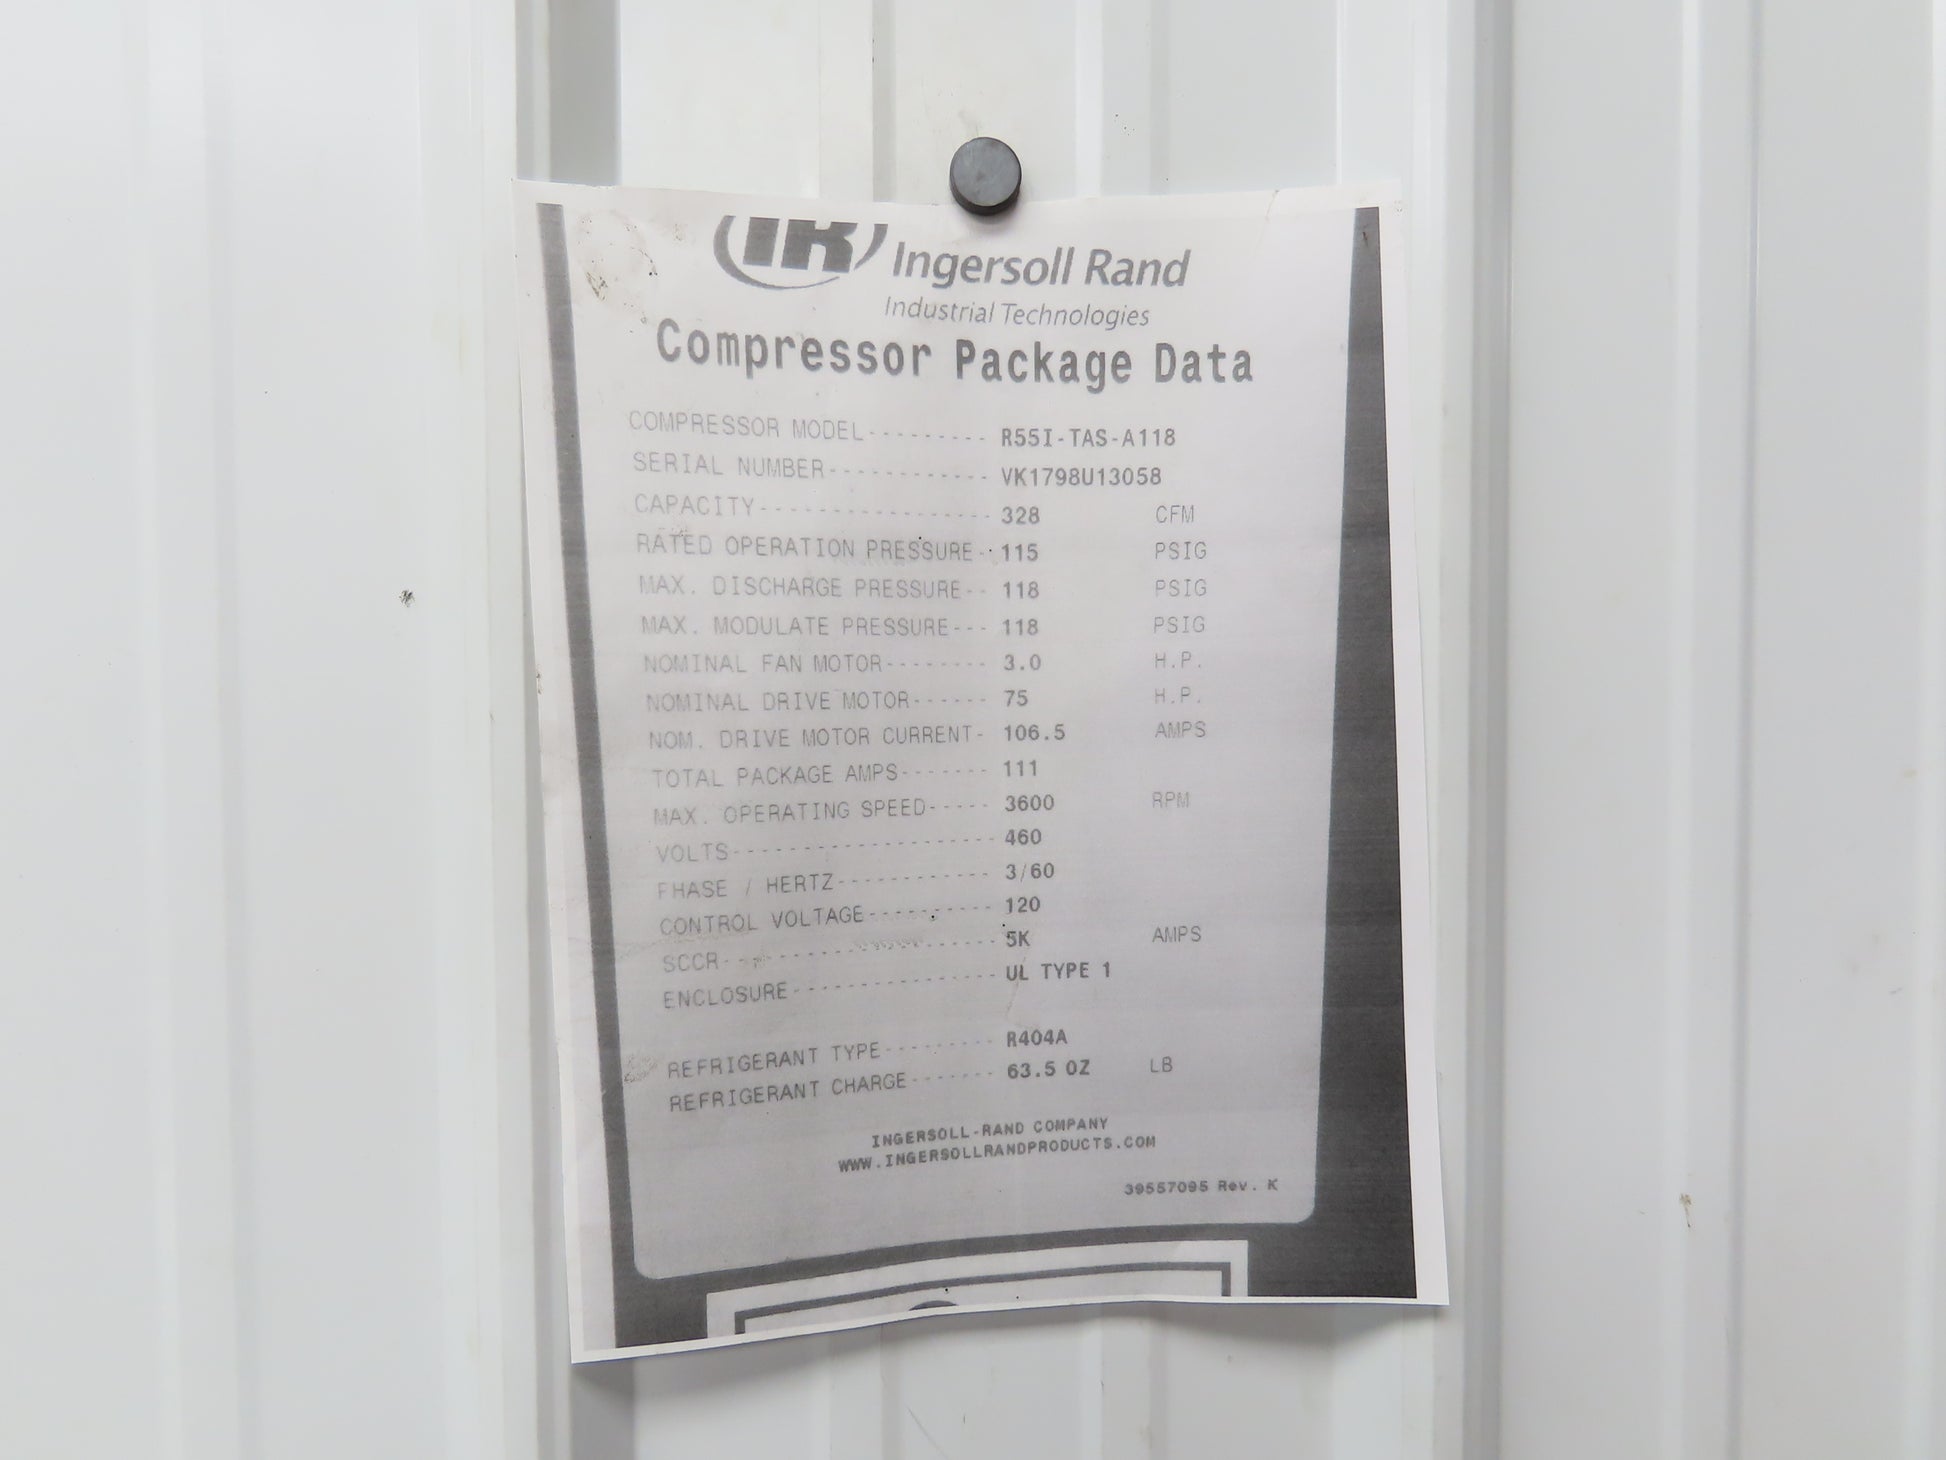 IR Ingersoll Rand
Industrial Technologies
Compressor Package Data
COMPRESSOR MODEL--------- R55I-TAS-A118
SERIAL NUMBER------------ VK1798U13058
CAPACITY----------------- 328 CFM
RATED OPERATION PRESSURE-- 115 PSIG
MAX. DISCHARGE PRESSURE-- 118 PSIG
MAX. MODULATE PRESSURE--- 118 PSIG
NOMINAL FAN MOTOR-------- 3.0 H.P.
NOMINAL DRIVE MOTOR------ 75 H.P.
NOM. DRIVE MOTOR CURRENT- 106.5 AMPS
TOTAL PACKAGE AMPS------- 111
MAX. OPERATING SPEED----- 3600 RPM
VOLTS-------------------- 460
PHASE / HERTZ------------ 3/60
CONTROL VOLTAGE---------- 120
SCCR--------------------- 5K AMPS
ENCLOSURE---------------- UL TYPE 1
REFRIGERANT TYPE--------- R404A
REFRIGERANT CHARGE------- 63.5 OZ LB
INGERSOLL-RAND COMPANY
WWW.INGERSOLLRANDPRODUCTS.COM
39557095 Rev. K